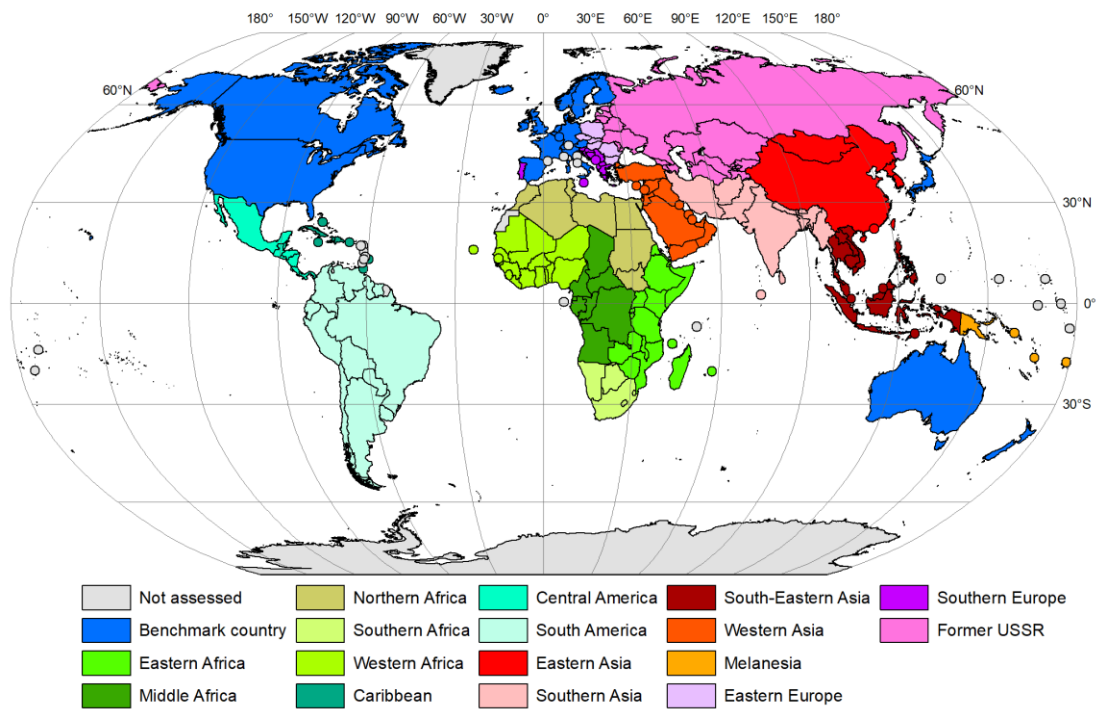 180° 150°W 120°W 90°W 60°W 30°W 0° 30°E 60°E 90°E 120°E 150°E 180°
60°N 60°N
30°N
0°
30°S
Not assessed Northern Africa Central America South-Eastern Asia Southern Europe
Benchmark country Southern Africa South America Western Asia Former USSR
Eastern Africa Western Africa Eastern Asia Melanesia
Middle Africa Caribbean Southern Asia Eastern Europe